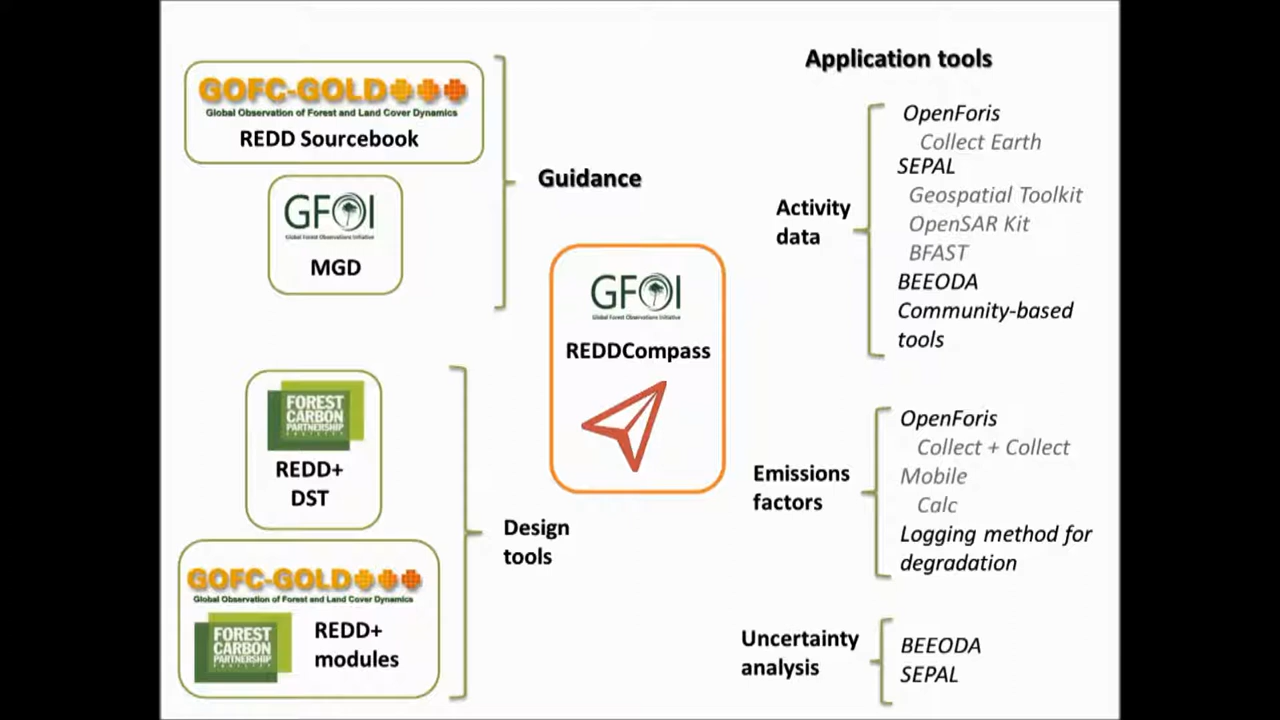 GOFC-GOLD
Global Observation of Forest and Land Cover Dynamics
REDD Sourcebook
GFOI
Global Forest Observations Initiative
MGD
Guidance
FOREST
CARBON
PARTNERSHIP
FACILITY
REDD+
DST
GOFC-GOLD
Global Observation of Forest and Land Cover Dynamics
FOREST
CARBON
PARTNERSHIP
FACILITY
REDD+
modules
Design
tools
GFOI
Global Forest Observations Initiative
REDDCompass
Application tools
Activity
data
OpenForis
Collect Earth
SEPAL
Geospatial Toolkit
OpenSAR Kit
BFAST
BEEODA
Community-based
tools
Emissions
factors
OpenForis
Collect + Collect
Mobile
Calc
Logging method for
degradation
Uncertainty
analysis
BEEODA
SEPAL